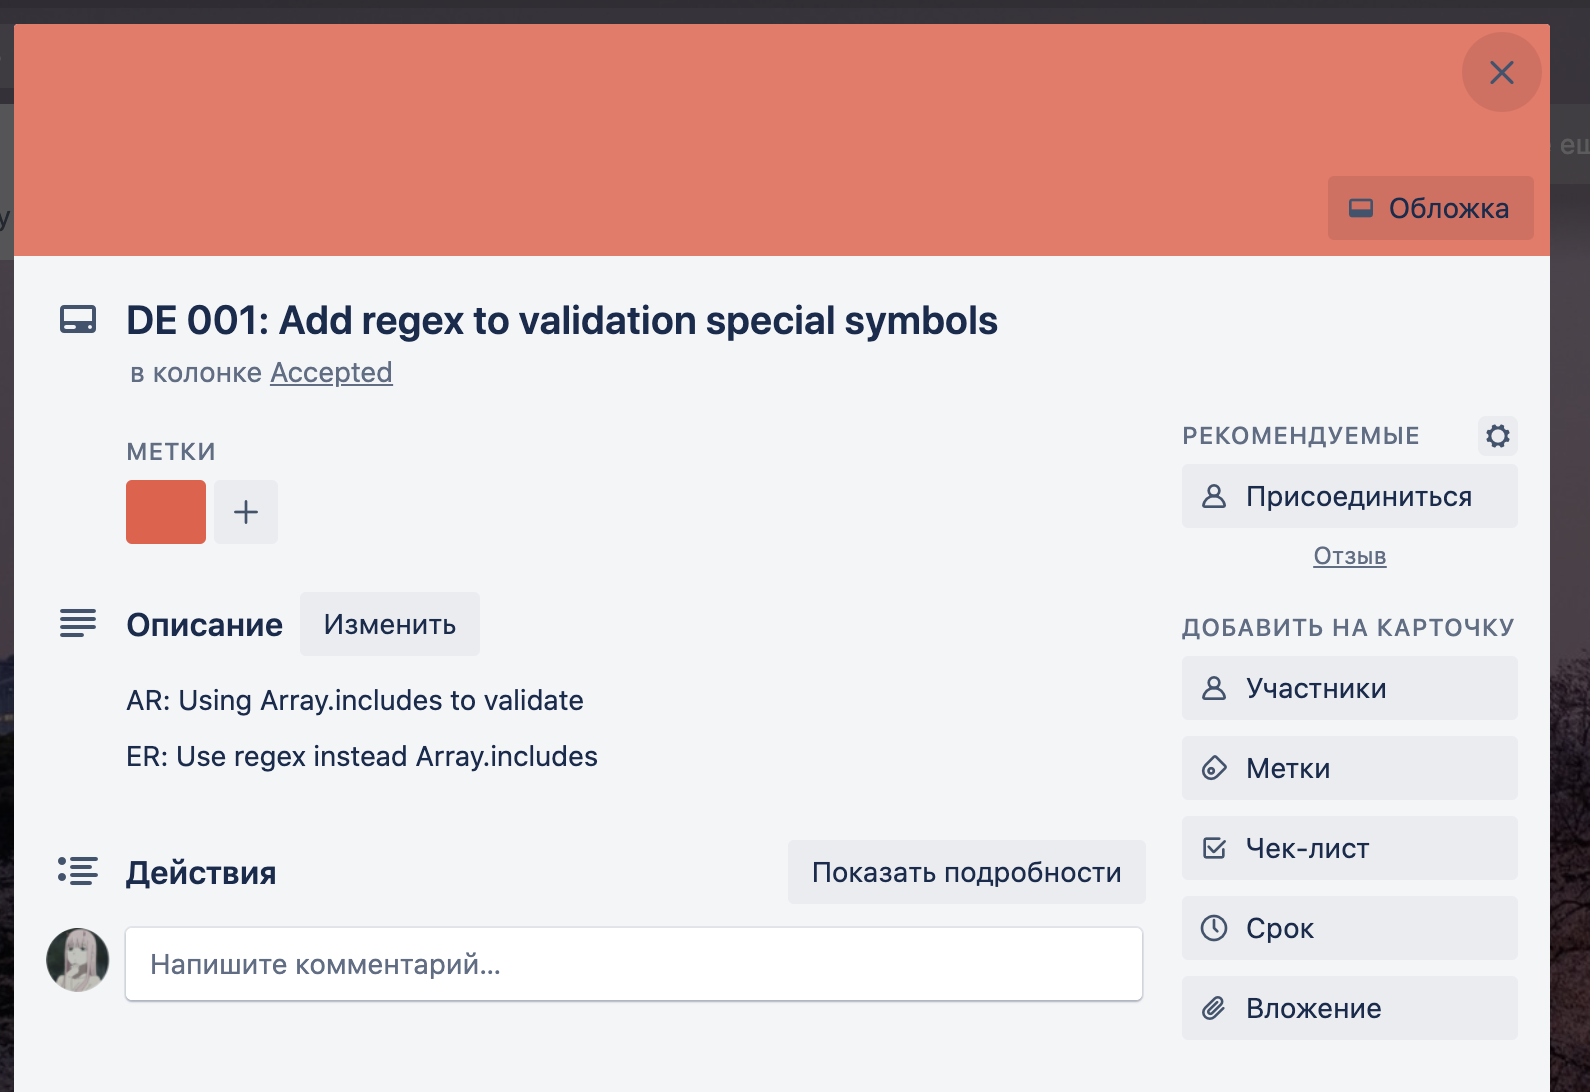 Обложка
DE 001: Add regex to validation special symbols
в колонке Accepted
МЕТКИ
Описание
Изменить
AR: Using Array.includes to validate
ER: Use regex instead Array.includes
Действия
Показать подробности
Напишите комментарий...
РЕКОМЕНДУЕМЫЕ
Присоединиться
Отзыв
ДОБАВИТЬ НА КАРТОЧКУ
Участники
Метки
Чек-лист
Срок
Вложение